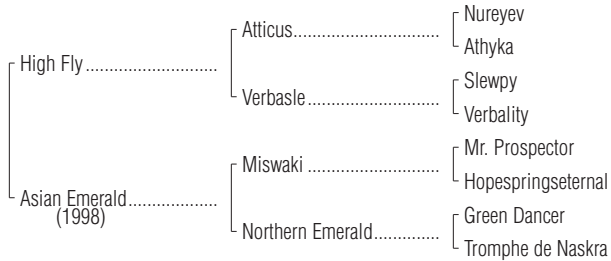 Nureyev
Atticus
Athyka
High Fly
Slewpy
Verbasle
Verbality
Mr. Prospector
Miswaki
Hopespringseternal
Asian Emerald
(1998)
Green Dancer
Northern Emerald
Tromphe de Naskra